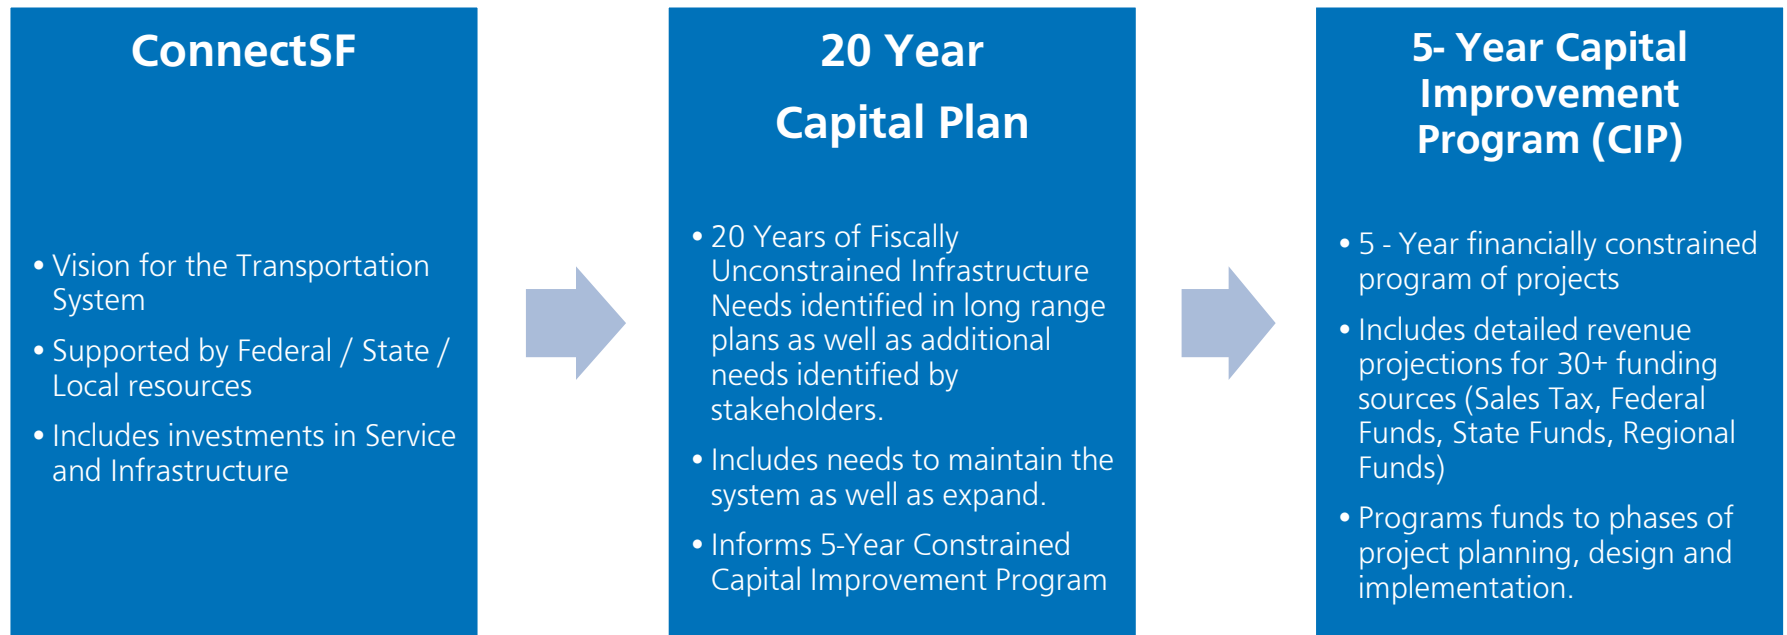 ConnectSF
• Vision for the Transportation
System
• Supported by Federal / State /
Local resources
• Includes investments in Service
and Infrastructure
20 Year
Capital Plan
• 20 Years of Fiscally
Unconstrained Infrastructure
Needs identified in long range
plans as well as additional
needs identified by
stakeholders.
• Includes needs to maintain the
system as well as expand.
• Informs 5-Year Constrained
Capital Improvement Program
5- Year Capital
Improvement
Program (CIP)
• 5 - Year financially constrained
program of projects
• Includes detailed revenue
projections for 30+ funding
sources (Sales Tax, Federal
Funds, State Funds, Regional
Funds)
• Programs funds to phases of
project planning, design and
implementation.